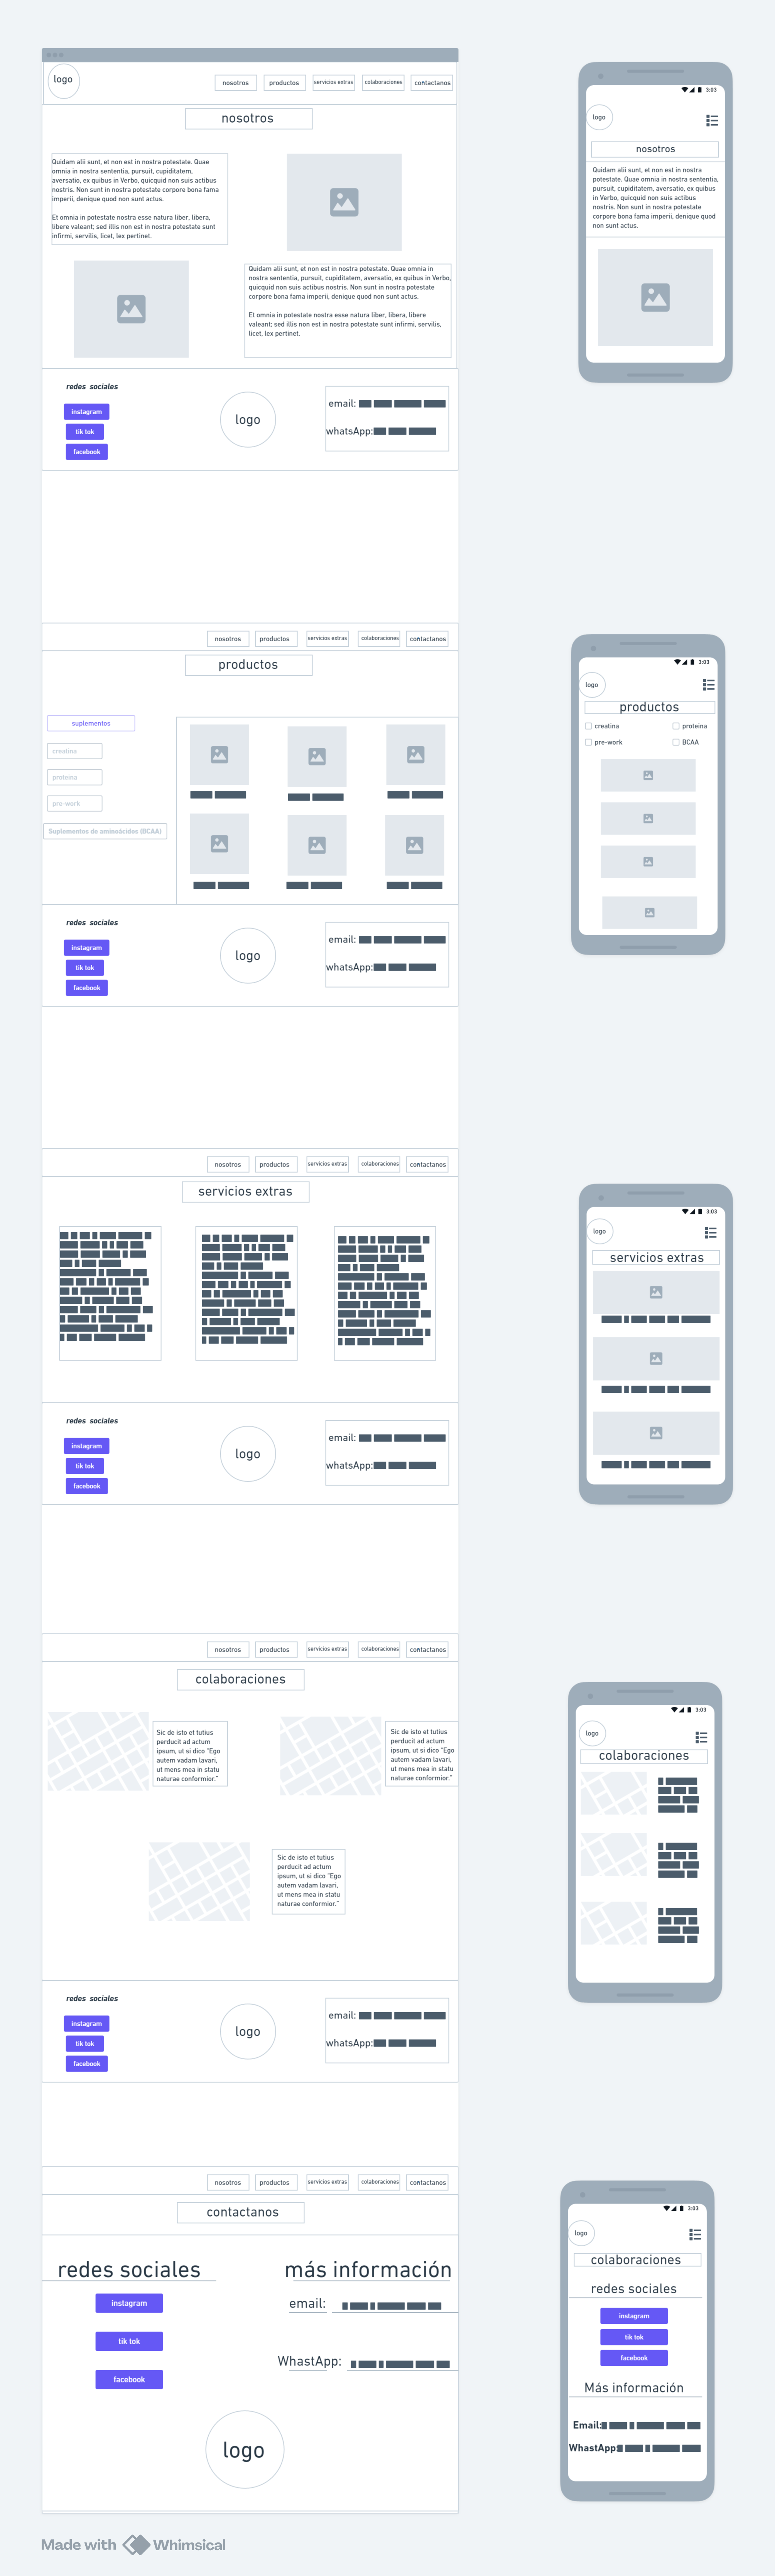 logo
nosotros productos servicios extras colaboraciones contactanos
nosotros
Quidam alii sunt, et non est in nostra potestate. Quae
omnia in nostra sententia, pursuit, cupiditatem,
aversatio, ex quibus in Verbo, quicquid non suis actibus
nostris. Non sunt in nostra potestate corpore bona fama
imperii, denique quod non sunt actus.
Et omnia in potestate nostra esse natura liber, libera,
libere valeant; sed illis non est in nostra potestate sunt
infirmi, servilis, licet, lex pertinet.
Quidam alii sunt, et non est in nostra potestate. Quae omnia in
nostra sententia, pursuit, cupiditatem, aversatio, ex quibus in Verbo,
quicquid non suis actibus nostris. Non sunt in nostra potestate
corpore bona fama imperii, denique quod non sunt actus.
Et omnia in potestate nostra esse natura liber, libera, libere
valeant; sed illis non est in nostra potestate sunt infirmi, servilis,
licet, lex pertinet.
redes sociales
instagram
tik tok
facebook
logo
email:
whatsApp:
3:03
logo
nosotros
Quidam alii sunt, et non est in nostra
potestate. Quae omnia in nostra sententia,
pursuit, cupiditatem, aversatio, ex quibus
in Verbo, quicquid non suis actibus
nostris. Non sunt in nostra potestate
corpore bona fama imperii, denique quod
non sunt actus.
nosotros productos servicios extras colaboraciones contactanos
productos
suplementos
creatina
proteina
pre-work
Suplementos de aminoácidos (BCAA)
redes sociales
instagram
tik tok
facebook
logo
email:
whatsApp:
3:03
logo
productos
creatina proteina
pre-work BCAA
nosotros productos servicios extras colaboraciones contactanos
servicios extras
redes sociales
instagram
tik tok
facebook
logo
email:
whatsApp:
3:03
logo
servicios extras
nosotros productos servicios extras colaboraciones contactanos
colaboraciones
Sic de isto et tutius
perducit ad actum
ipsum, ut si dico "Ego
autem vadam lavari,
ut mens mea in statu
naturae conformior."
Sic de isto et tutius
perducit ad actum
ipsum, ut si dico "Ego
autem vadam lavari,
ut mens mea in statu
naturae conformior."
Sic de isto et tutius
perducit ad actum
ipsum, ut si dico "Ego
autem vadam lavari,
ut mens mea in statu
naturae conformior."
redes sociales
instagram
tik tok
facebook
logo
email:
whatsApp:
3:03
logo
colaboraciones
nosotros productos servicios extras colaboraciones contactanos
contactanos
redes sociales
instagram
tik tok
facebook
más información
email:
WhastApp:
logo
3:03
logo
colaboraciones
redes sociales
instagram
tik tok
facebook
Más información
Email:
WhastApp:
Made with Whimsical